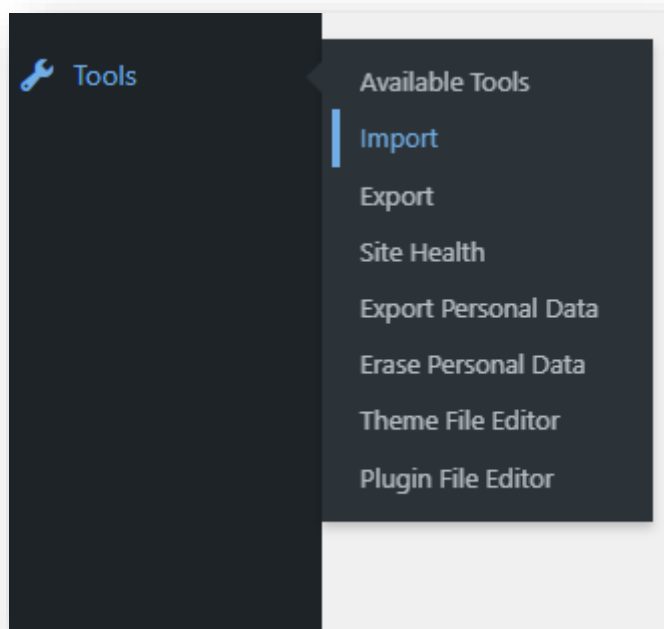 Tools
Available Tools
Import
Export
Site Health
Export Personal Data
Erase Personal Data
Theme File Editor
Plugin File Editor